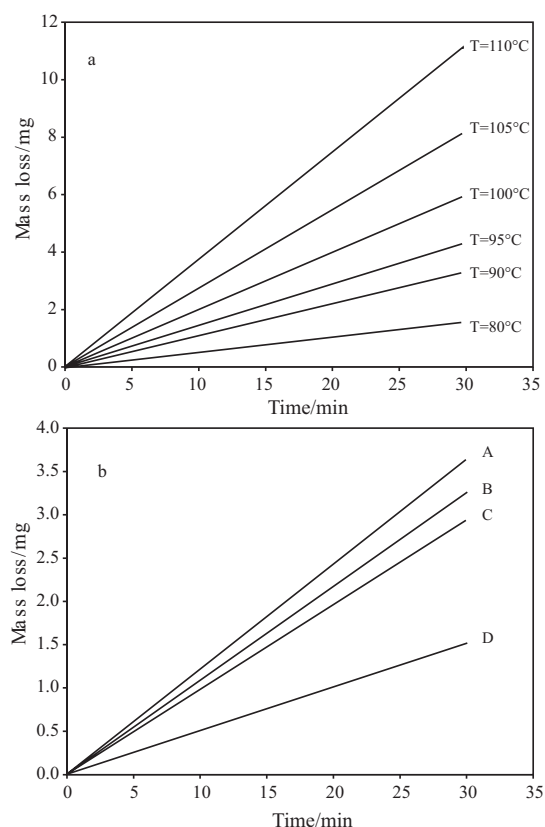 12
a
T=110°C
10
T=105°C
8
Mass loss/mg
T=100°C
6
T=95°C
4
T=90°C
2
T=80°C
0
0 5 10 15 20 25 30 35
Time/min
4.0
b
A
3.5
B
3.0
C
2.5
Mass loss/mg
2.0
D
1.5
1.0
0.5
0.0
0 5 10 15 20 25 30 35
Time/min